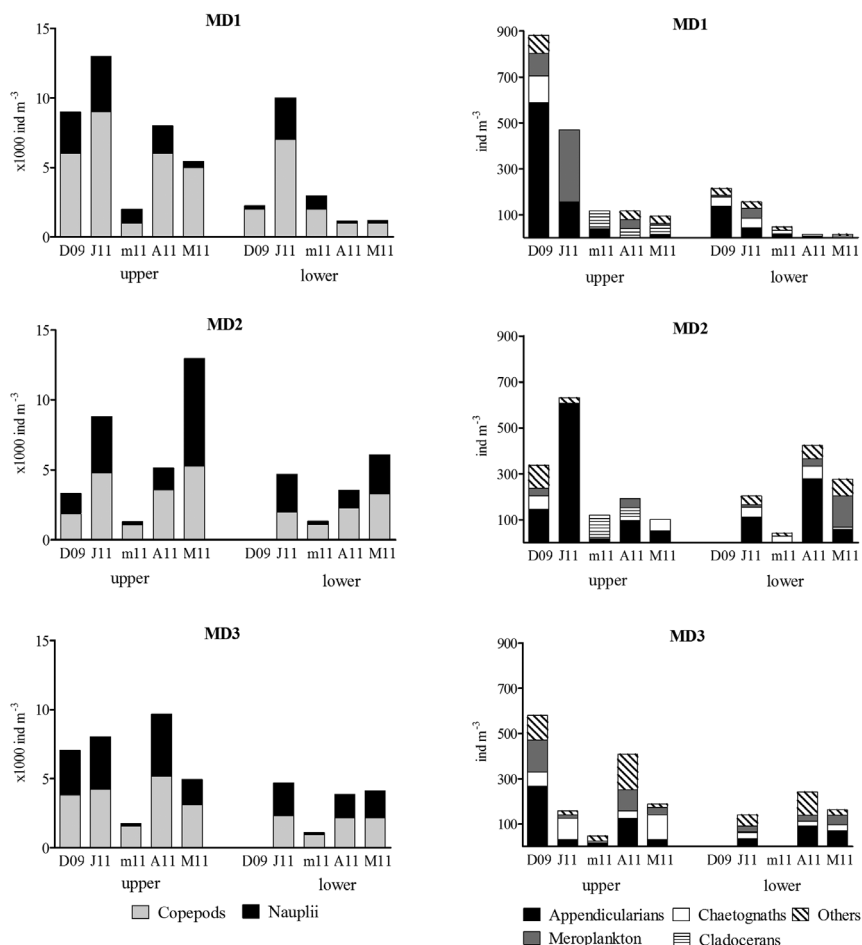 MD1
x1000 ind m⁻³
15
10
5
0
D09 J11 m11 A11 M11 D09 J11 m11 A11 M11
upper lower
MD1
ind m⁻³
900
700
500
300
100
D09 J11 m11 A11 M11 D09 J11 m11 A11 M11
upper lower
MD2
x1000 ind m⁻³
15
10
5
0
D09 J11 m11 A11 M11 D09 J11 m11 A11 M11
upper lower
MD2
ind m⁻³
900
700
500
300
100
D09 J11 m11 A11 M11 D09 J11 m11 A11 M11
upper lower
MD3
x1000 ind m⁻³
15
10
5
0
D09 J11 m11 A11 M11 D09 J11 m11 A11 M11
upper lower
Copepods Nauplii
MD3
ind m⁻³
900
700
500
300
100
D09 J11 m11 A11 M11 D09 J11 m11 A11 M11
upper lower
Appendicularians Chaetognaths Others
Meroplankton Cladocerans